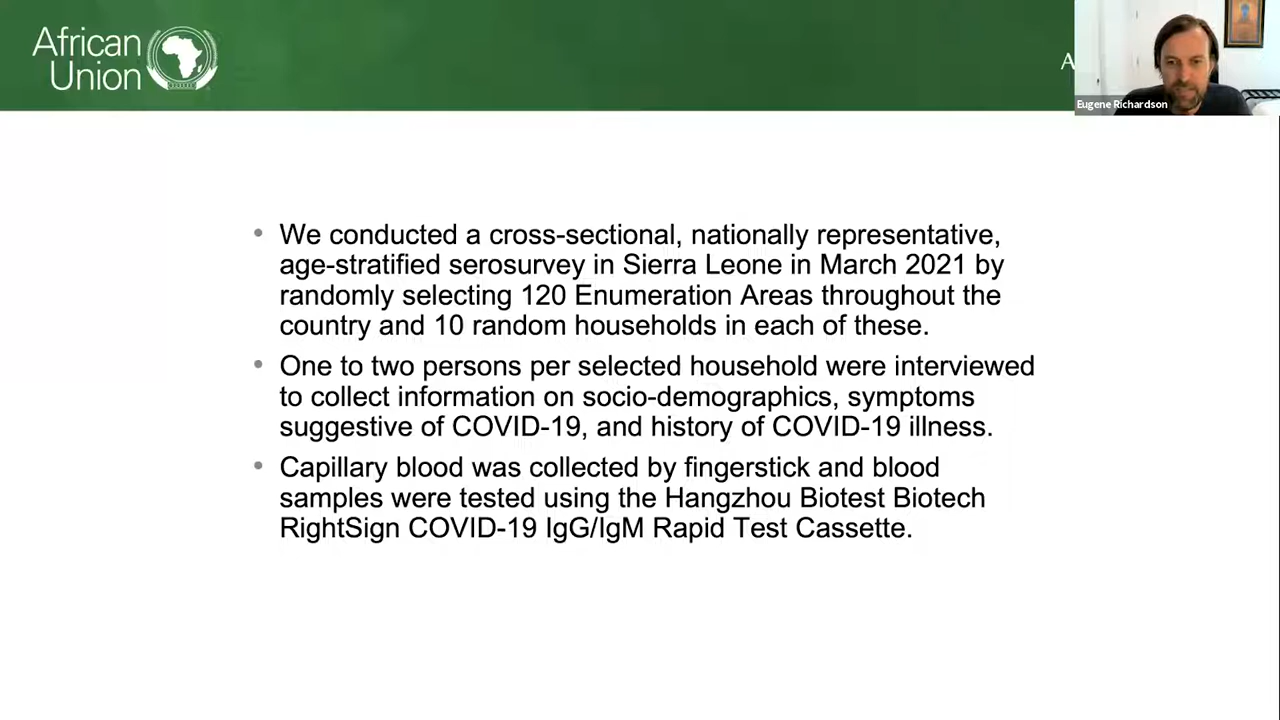 African
Union
A
Eugene Richardson
• We conducted a cross-sectional, nationally representative,
age-stratified serosurvey in Sierra Leone in March 2021 by
randomly selecting 120 Enumeration Areas throughout the
country and 10 random households in each of these.
• One to two persons per selected household were interviewed
to collect information on socio-demographics, symptoms
suggestive of COVID-19, and history of COVID-19 illness.
• Capillary blood was collected by fingerstick and blood
samples were tested using the Hangzhou Biotest Biotech
RightSign COVID-19 IgG/IgM Rapid Test Cassette.